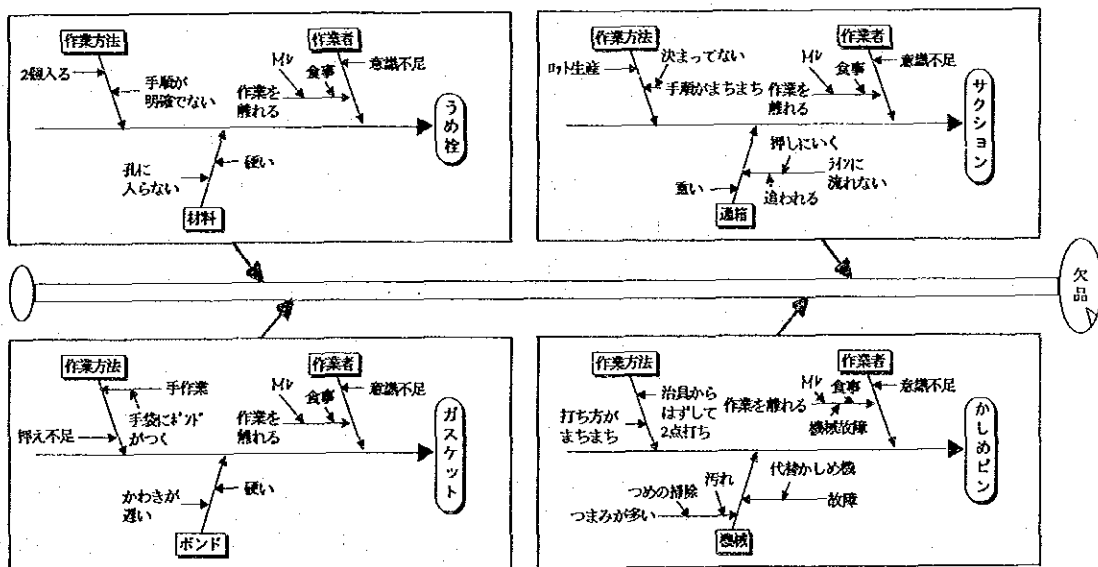 作業方法
作業者
2個入る
手順が
明確でない
ﾄｲﾚ
食事
意識不足
作業を
離れる
うめ栓
孔に
入らない
硬い
材料
作業方法
作業者
ﾛｯﾄ生産
決まってない
手順がまちまち
ﾄｲﾚ
食事
意識不足
作業を
離れる
サクション
押しにいく
重い
ﾗｲﾝに
流れない
追われる
通箱
欠品
作業方法
作業者
手作業
手袋にﾎﾞﾝﾄﾞ
がつく
押え不足
ﾄｲﾚ
食事
意識不足
作業を
離れる
ガスケット
かわきが
遅い
硬い
ボンド
作業方法
作業者
治具から
はずして
2点打ち
打ち方が
まちまち
ﾄｲﾚ
食事
意識不足
作業を離れる
機械故障
かしめピン
汚れ
つめの掃除
つまみが多い
代替かしめ機
故障
機械